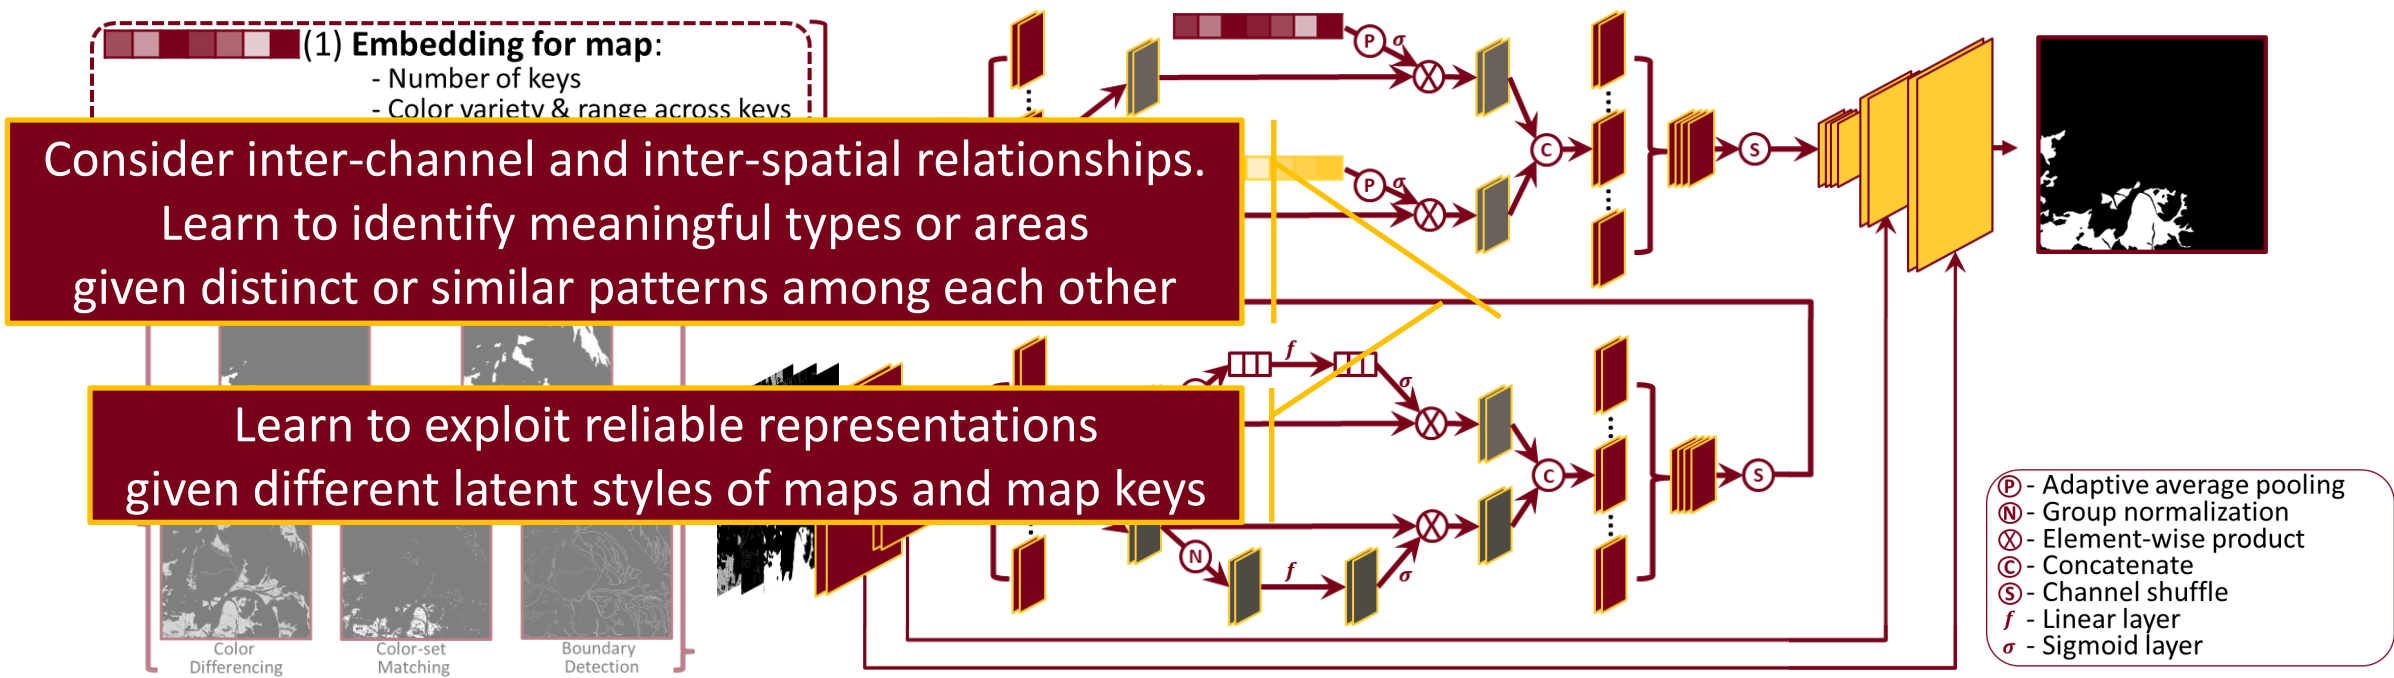 (1) Embedding for map:
- Number of keys
- Color variety & range across keys
Consider inter-channel and inter-spatial relationships.
Learn to identify meaningful types or areas
given distinct or similar patterns among each other
Learn to exploit reliable representations
given different latent styles of maps and map keys
Color
Differencing
Color-set
Matching
Boundary
Detection
P
σ
P
σ
C
S
f
σ
C
S
N
f
σ
P - Adaptive average pooling
N - Group normalization
X - Element-wise product
C - Concatenate
S - Channel shuffle
f - Linear layer
σ - Sigmoid layer